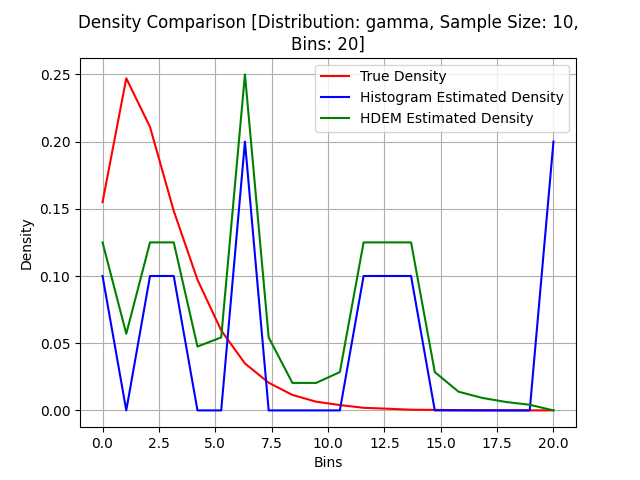 Density Comparison [Distribution: gamma, Sample Size: 10,
Bins: 20]
True Density
Histogram Estimated Density
HDEM Estimated Density
Density
0.25
0.20
0.15
0.10
0.05
0.00
0.0 2.5 5.0 7.5 10.0 12.5 15.0 17.5 20.0
Bins